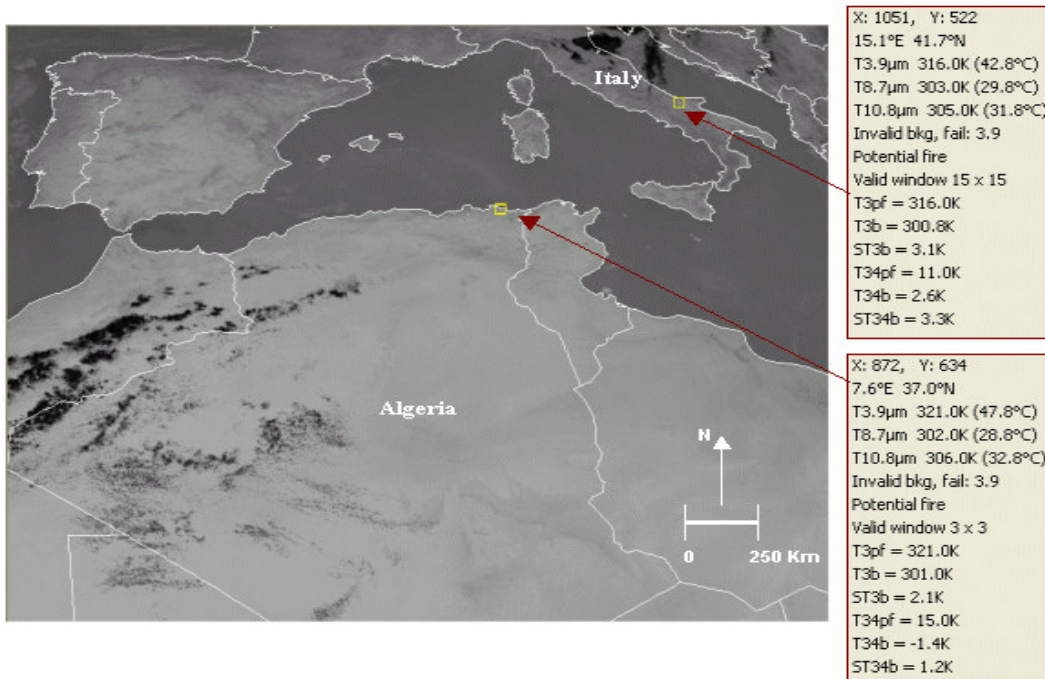 Italy
Algeria
N
0 250 Km
X: 1051, Y: 522
15.1°E 41.7°N
T3.9µm 316.0K (42.8°C)
T8.7µm 303.0K (29.8°C)
T10.8µm 305.0K (31.8°C)
Invalid bkg, fail: 3.9
Potential fire
Valid window 15 x 15
T3pf = 316.0K
T3b = 300.8K
ST3b = 3.1K
T34pf = 11.0K
T34b = 2.6K
ST34b = 3.3K
X: 872, Y: 634
7.6°E 37.0°N
T3.9µm 321.0K (47.8°C)
T8.7µm 302.0K (28.8°C)
T10.8µm 306.0K (32.8°C)
Invalid bkg, fail: 3.9
Potential fire
Valid window 3 x 3
T3pf = 321.0K
T3b = 301.0K
ST3b = 2.1K
T34pf = 15.0K
T34b = -1.4K
ST34b = 1.2K